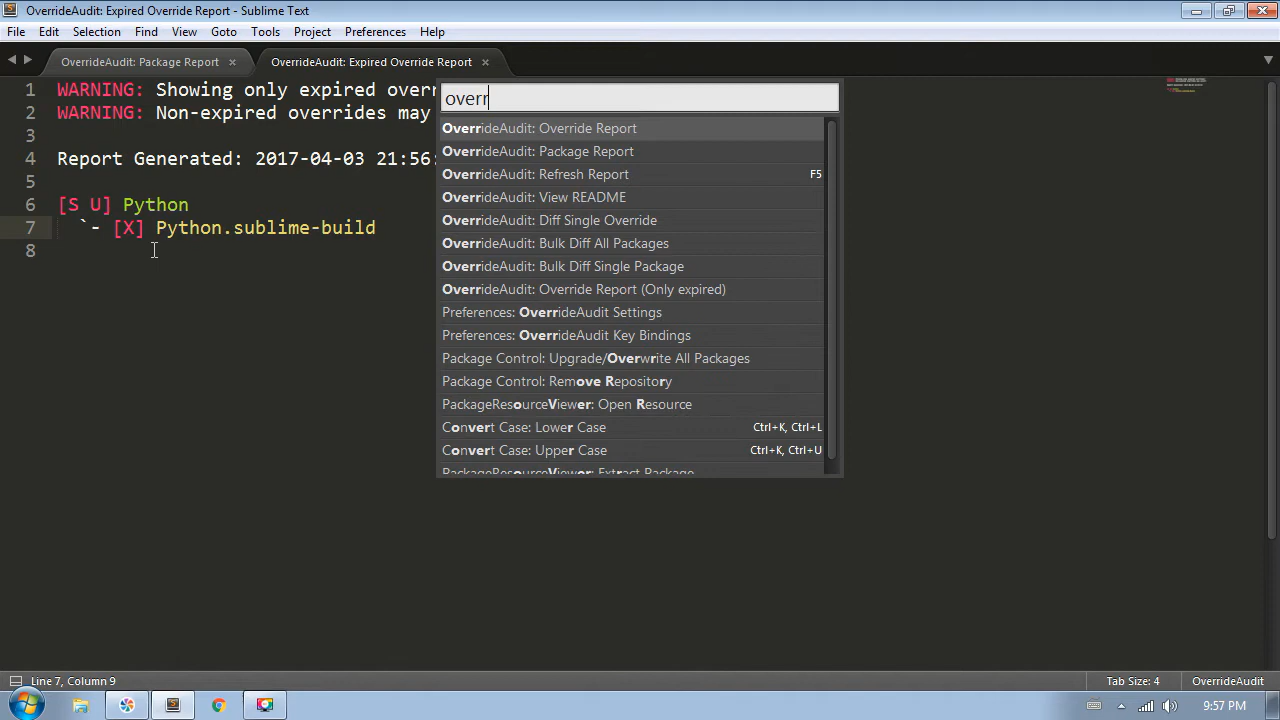 OverrideAudit: Expired Override Report - Sublime Text
File Edit Selection Find View Goto Tools Project Preferences Help
OverrideAudit: Package Report × OverrideAudit: Expired Override Report ×
overr
1 WARNING: Showing only expired overr
2 WARNING: Non-expired overrides may
3
4 Report Generated: 2017-04-03 21:56:
5
6 [S U] Python
7 `- [X] Python.sublime-build
8
OverrideAudit: Override Report
OverrideAudit: Package Report
OverrideAudit: Refresh Report F5
OverrideAudit: View README
OverrideAudit: Diff Single Override
OverrideAudit: Bulk Diff All Packages
OverrideAudit: Bulk Diff Single Package
OverrideAudit: Override Report (Only expired)
Preferences: OverrideAudit Settings
Preferences: OverrideAudit Key Bindings
Package Control: Upgrade/Overwrite All Packages
Package Control: Remove Repository
PackageResourceViewer: Open Resource
Convert Case: Lower Case Ctrl+K, Ctrl+L
Convert Case: Upper Case Ctrl+K, Ctrl+U
PackageResourceViewer: Extract Package
Line 7, Column 9 Tab Size: 4 OverrideAudit
9:57 PM